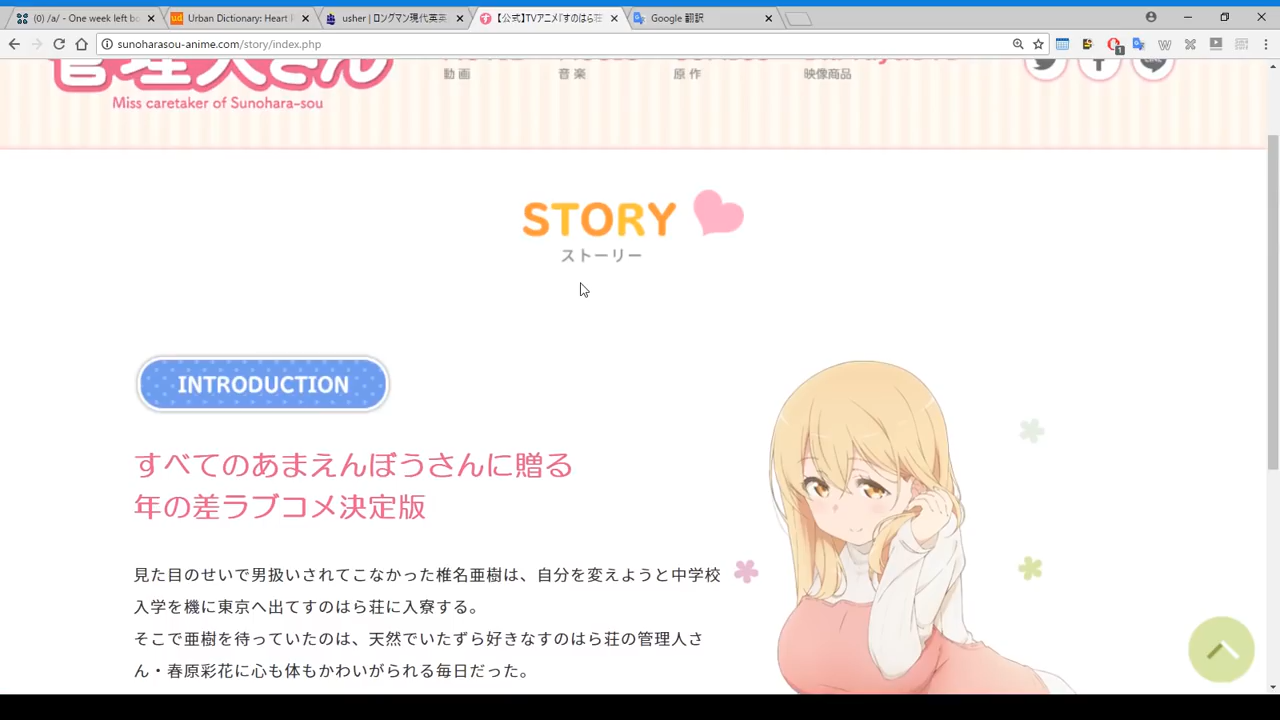 (0) /a/ - One week left bo
Urban Dictionary: Heart F
usher | ロングマン現代英英
【公式】TVアニメ『すのはら荘
Google 翻訳
sunoharasou-anime.com/story/index.php
1
管理人さん
Miss caretaker of Sunohara-sou
動画
音楽
原作
映像商品
LINE
STORY
ストーリー
INTRODUCTION
すべてのあまえんぼうさんに贈る
年の差ラブコメ決定版
見た目のせいで男扱いされてこなかった椎名亜樹は、自分を変えようと中学校
入学を機に東京へ出てすのはら荘に入寮する。
そこで亜樹を待っていたのは、天然でいたずら好きなすのはら荘の管理人さ
ん・春原彩花に心も体もかわいがられる毎日だった。